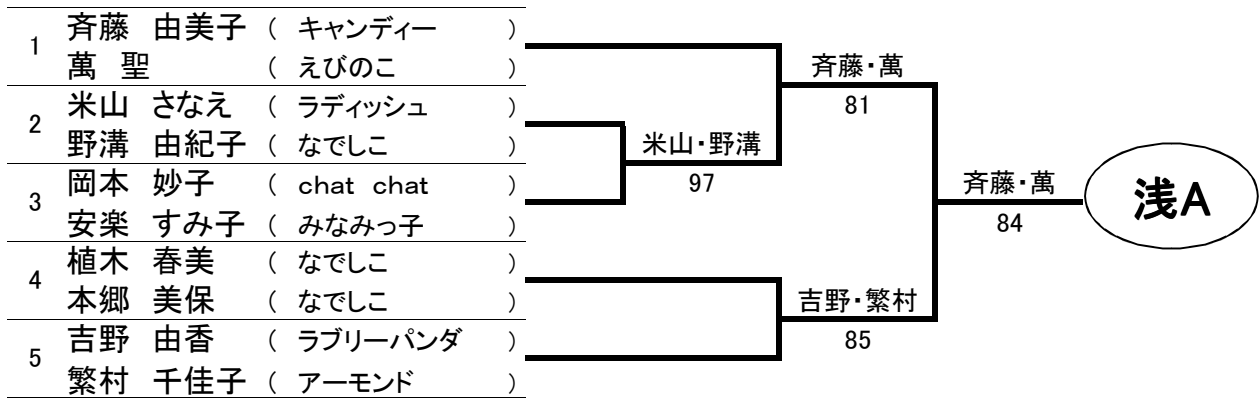 1
斉藤 由美子 ( キャンディー )
萬 聖 ( えびのこ )
2
米山 さなえ ( ラディッシュ )
野溝 由紀子 ( なでしこ )
3
岡本 妙子 ( chat chat )
安楽 すみ子 ( みなみっ子 )
4
植木 春美 ( なでしこ )
本郷 美保 ( なでしこ )
5
吉野 由香 ( ラブリーパンダ )
繁村 千佳子 ( アーモンド )
米山・野溝
97
斉藤・萬
81
吉野・繁村
85
斉藤・萬
84
浅A